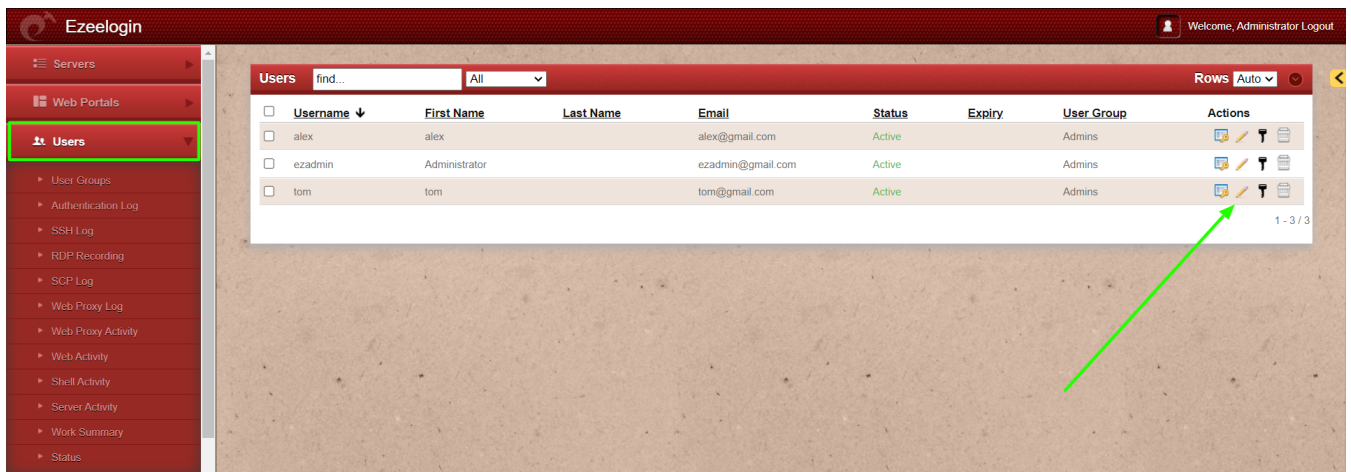 Ezeelogin
Welcome, Administrator Logout
Servers
Web Portals
Users
User Groups
Authentication Log
SSH Log
RDP Recording
SCP Log
Web Proxy Log
Web Proxy Activity
Web Activity
Shell Activity
Server Activity
Work Summary
Status
Users find... All Rows Auto
Username First Name Last Name Email Status Expiry User Group Actions
alex alex alex@gmail.com Active Admins
ezadmin Administrator ezadmin@gmail.com Active Admins
tom tom tom@gmail.com Active Admins
1 - 3 / 3